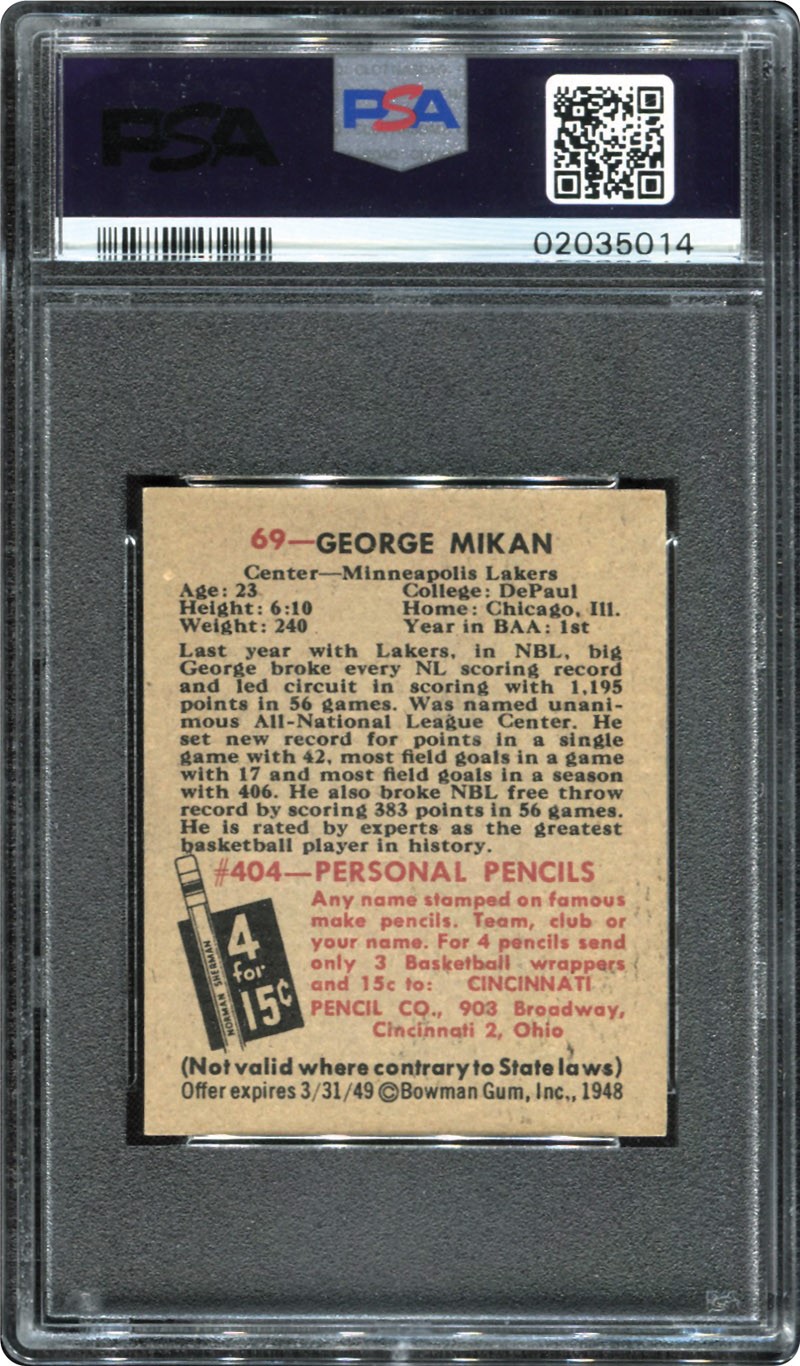 PSA
PSA
02035014
69—GEORGE MIKAN
Center—Minneapolis Lakers
Age: 23 College: DePaul
Height: 6:10 Home: Chicago, Ill.
Weight: 240 Year in BAA: 1st
Last year with Lakers, in NBL, big
George broke every NL scoring record
and led circuit in scoring with 1,195
points in 56 games. Was named unani-
mous All-National League Center. He
set new record for points in a single
game with 42, most field goals in a game
with 17 and most field goals in a season
with 406. He also broke NBL free throw
record by scoring 383 points in 56 games.
He is rated by experts as the greatest
basketball player in history.
#404—PERSONAL PENCILS
Any name stamped on famous
make pencils. Team, club or
your name. For 4 pencils send
only 3 Basketball wrappers
and 15c to: CINCINNATI
PENCIL CO., 903 Broadway,
Cincinnati 2, Ohio
NORMAN SHERMAN
4
for
15¢
(Not valid where contrary to State laws)
Offer expires 3/31/49 ©Bowman Gum, Inc., 1948